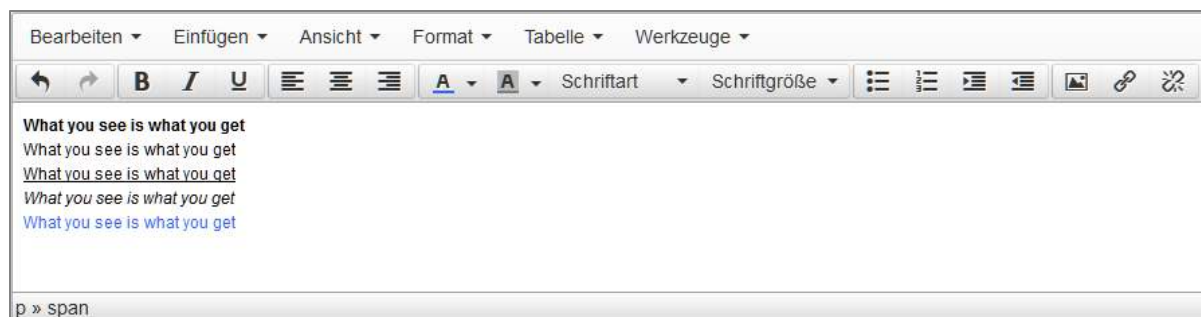 Bearbeiten Einfügen Ansicht Format Tabelle Werkzeuge
B I U A A Schriftart Schriftgröße
What you see is what you get
What you see is what you get
What you see is what you get
What you see is what you get
What you see is what you get
p » span